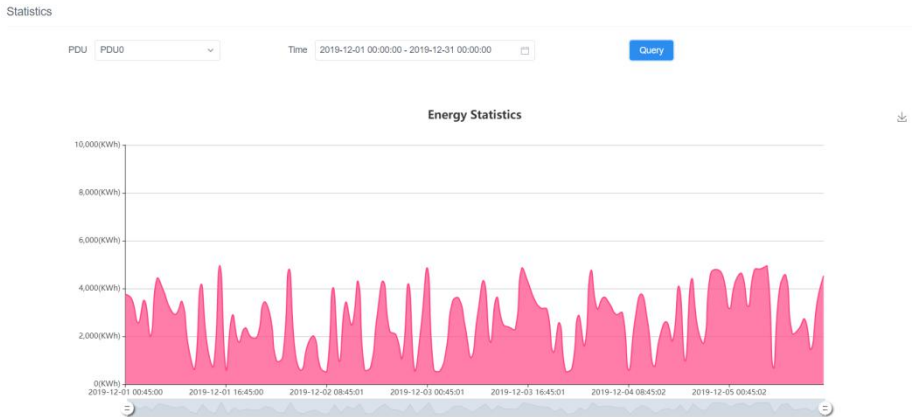 Statistics
PDU PDU0 Time 2019-12-01 00:00:00 - 2019-12-31 00:00:00 Query
Energy Statistics
10,000(KWh)
8,000(KWh)
6,000(KWh)
4,000(KWh)
2,000(KWh)
0(KWh)
2019-12-01 00:45:00 2019-12-01 16:45:00 2019-12-02 08:45:01 2019-12-03 00:45:01 2019-12-03 16:45:01 2019-12-04 08:45:02 2019-12-05 00:45:02